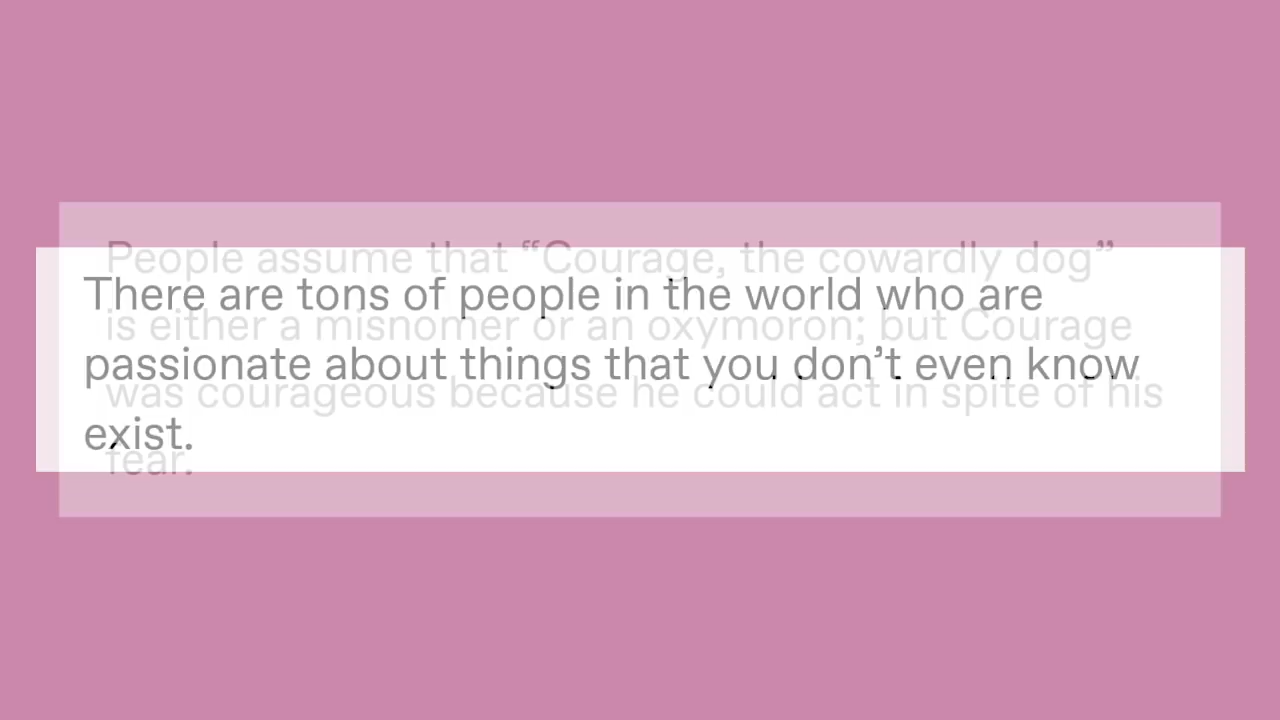 People assume that “Courage, the cowardly dog”
is either a misnomer or an oxymoron; but Courage
was courageous because he could act in spite of his
fear.
There are tons of people in the world who are
passionate about things that you don’t even know
exist.